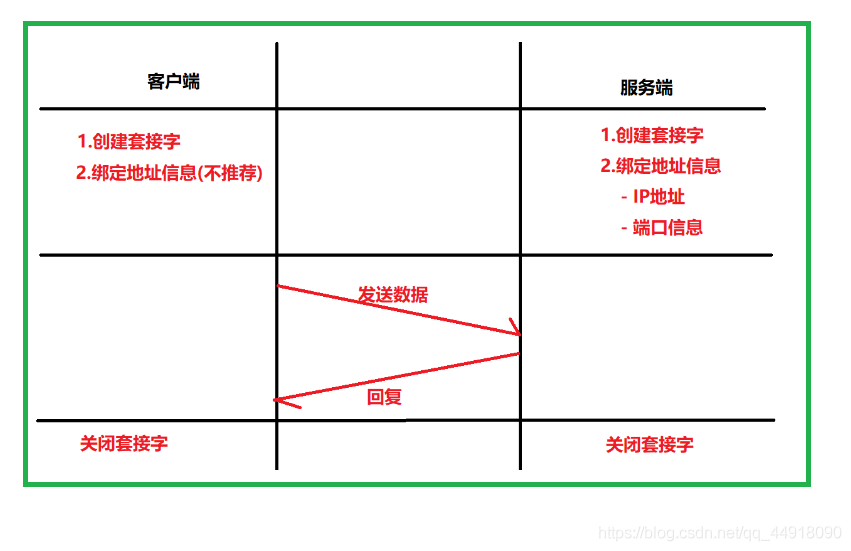 客户端
服务端
1.创建套接字
2.绑定地址信息(不推荐)
1.创建套接字
2.绑定地址信息
- IP地址
- 端口信息
发送数据
回复
关闭套接字
关闭套接字
https://blog.csdn.net/qq_44918090